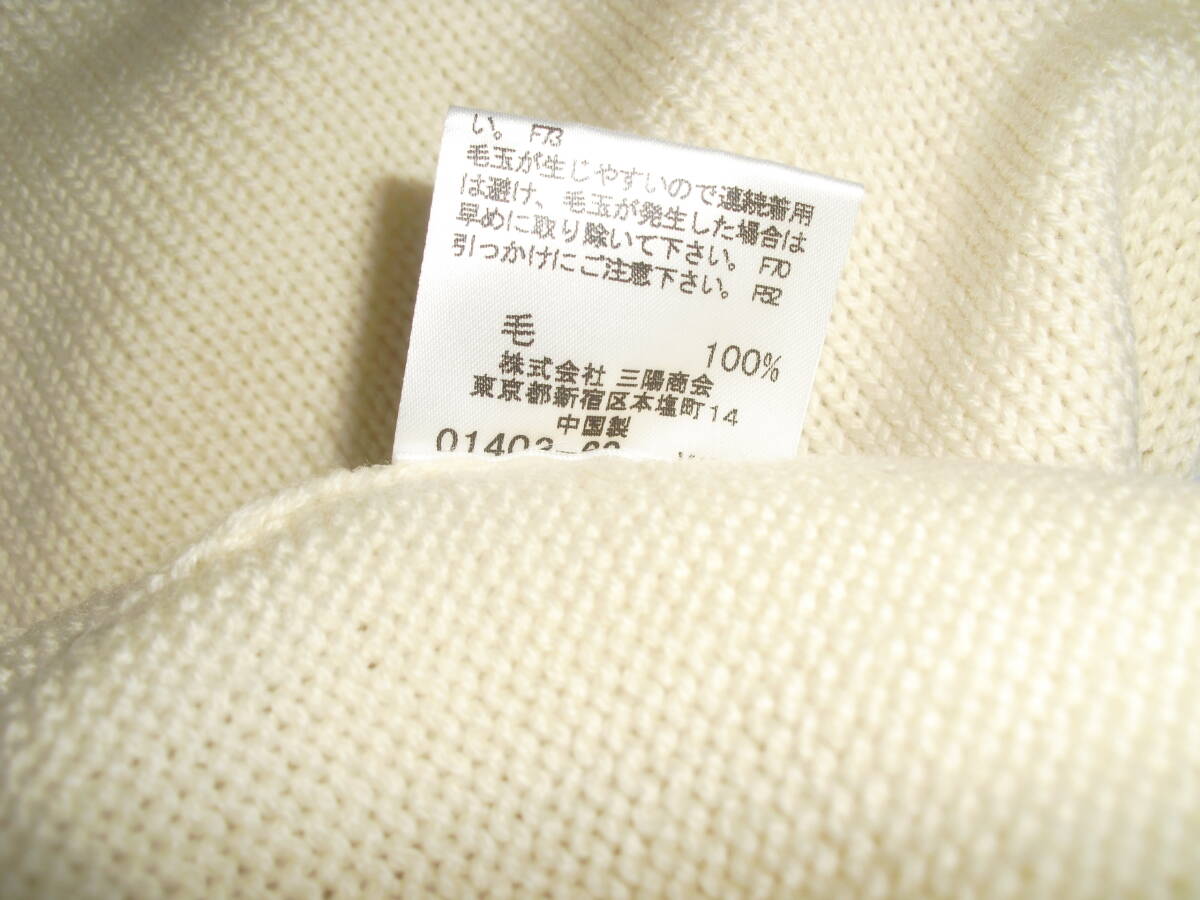 い。 F73
毛玉が生じやすいので連続着用
は避け、毛玉が発生した場合は
早めに取り除いて下さい。 F70
引っかけにご注意下さい。 F52
毛 100%
株式会社 三陽商会
東京都新宿区本塩町14
中国製